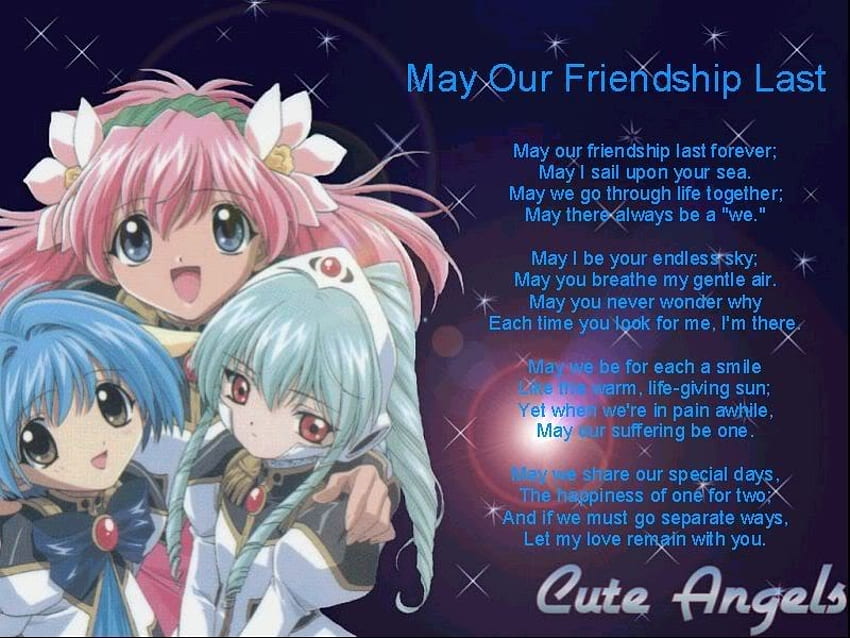 May Our Friendship Last
May our friendship last forever;
May I sail upon your sea.
May we go through life together;
May there always be a "we."
May I be your endless sky;
May you breathe my gentle air.
May you never wonder why
Each time you look for me, I'm there.
May we be for each a smile
Like the warm, life-giving sun;
Yet when we're in pain awhile,
May our suffering be one.
May we share our special days,
The happiness of one for two;
And if we must go separate ways,
Let my love remain with you.
Cute Angels